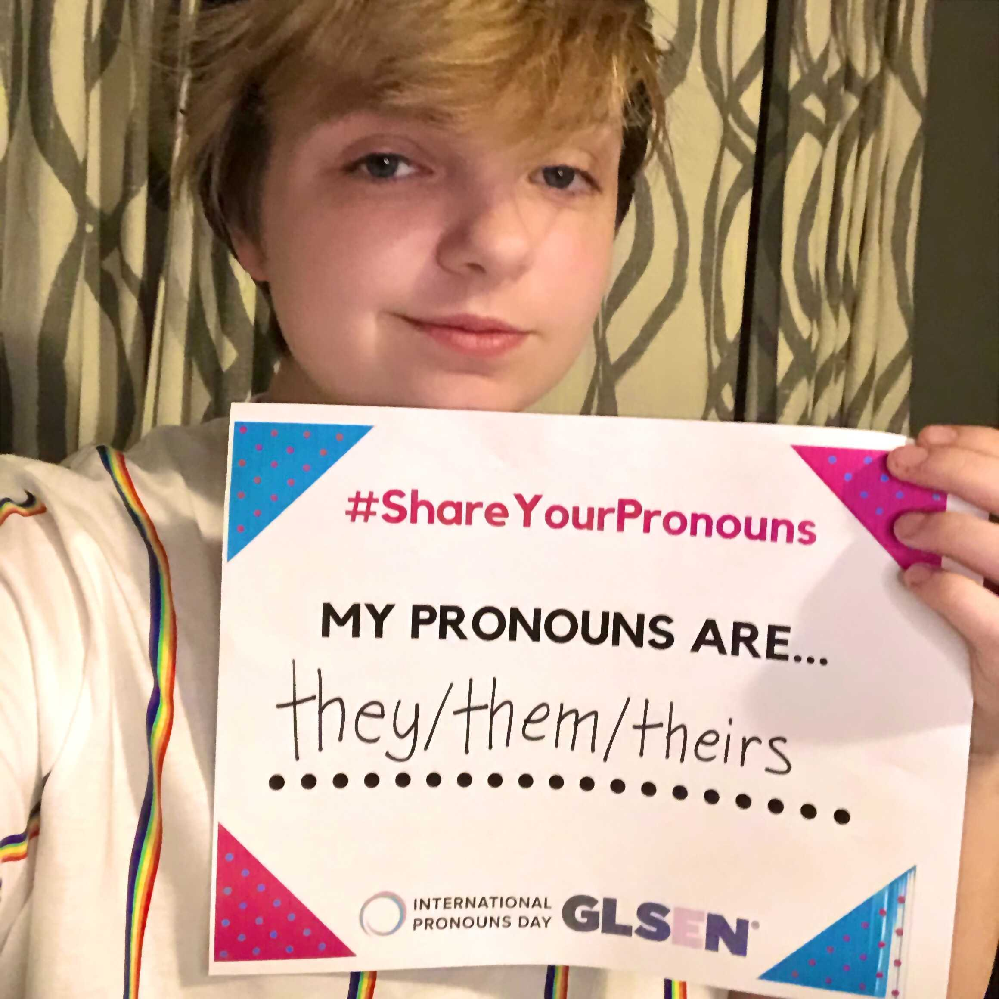 #ShareYourPronouns
MY PRONOUNS ARE...
they/them/theirs
INTERNATIONAL
PRONOUNS DAY
GLSEN®